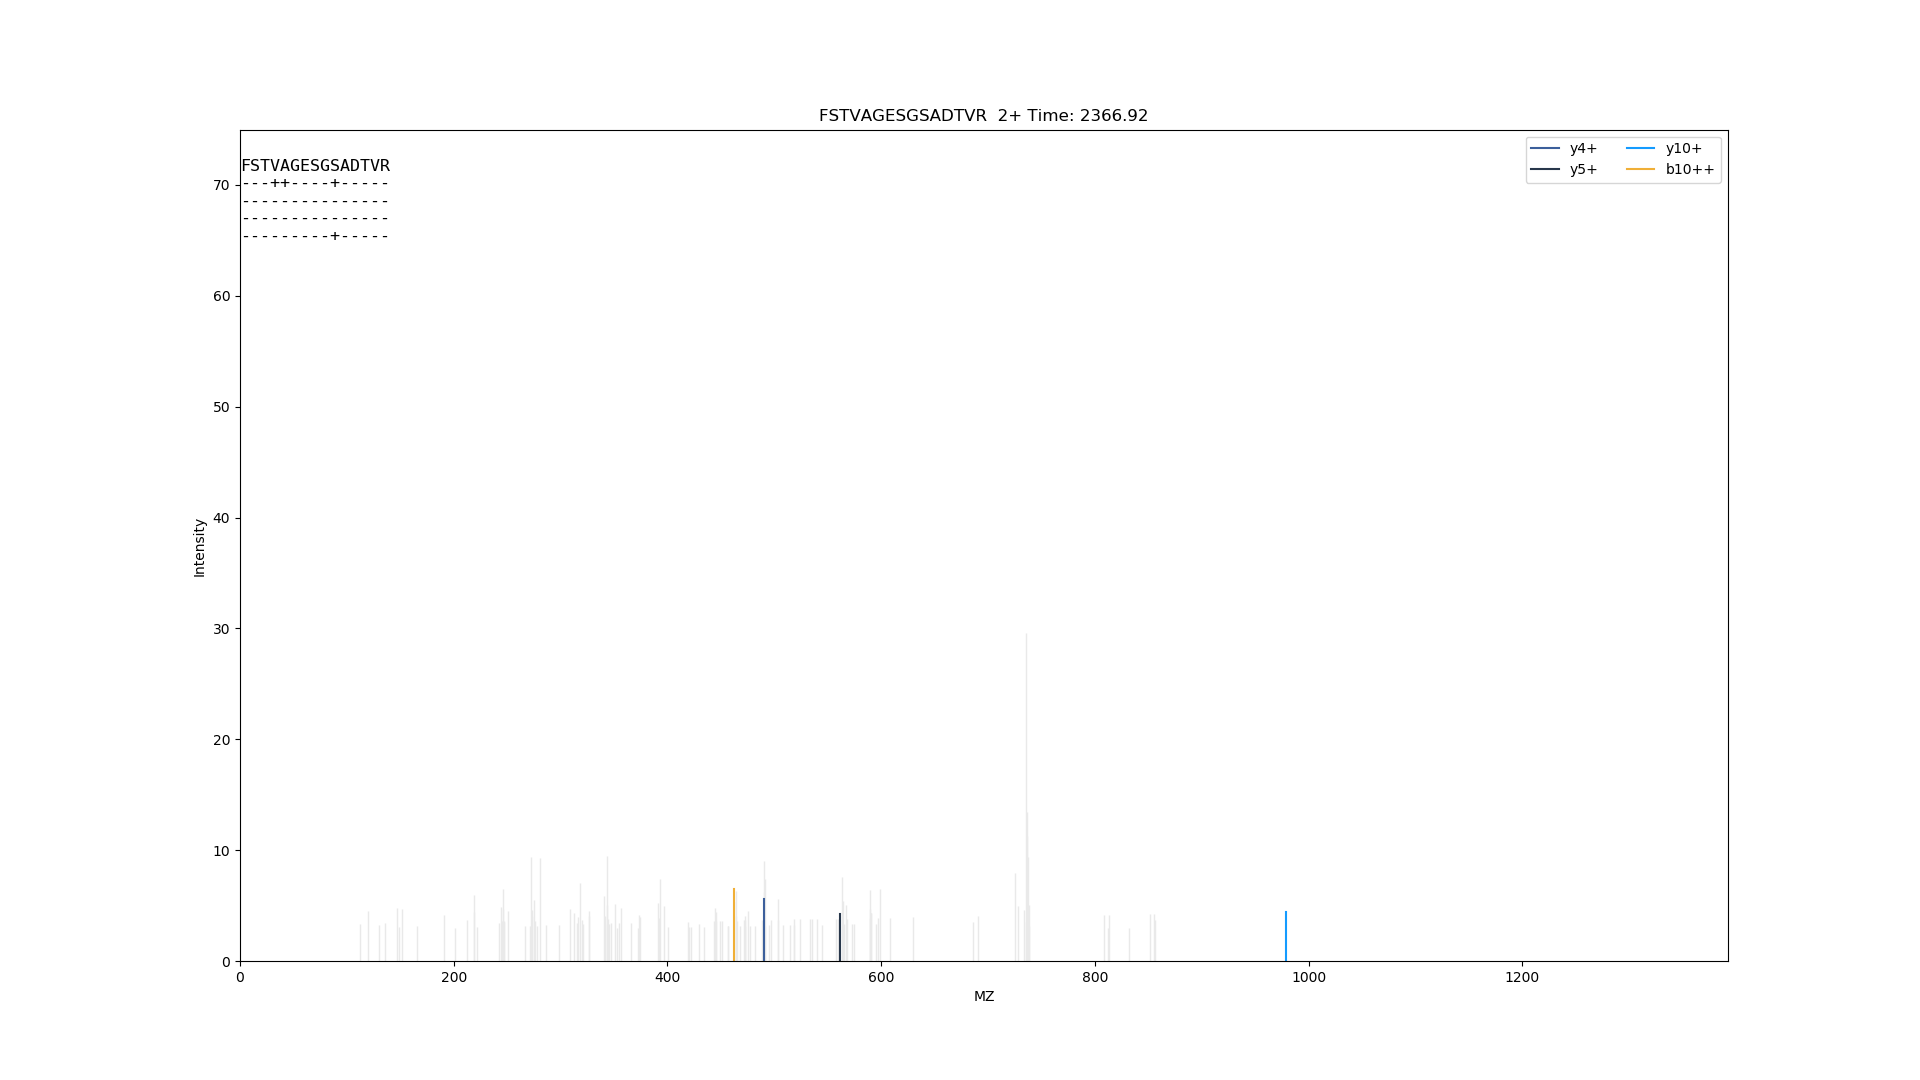 FSTVAGESGSADTVR  2+ Time: 2366.92
y4+ y10+
y5+ b10++
FSTVAGESGSADTVR
---++----+-----
---------------
---------------
---------+-----
70
60
50
40
30
20
10
0
Intensity
0 200 400 600 800 1000 1200
MZ